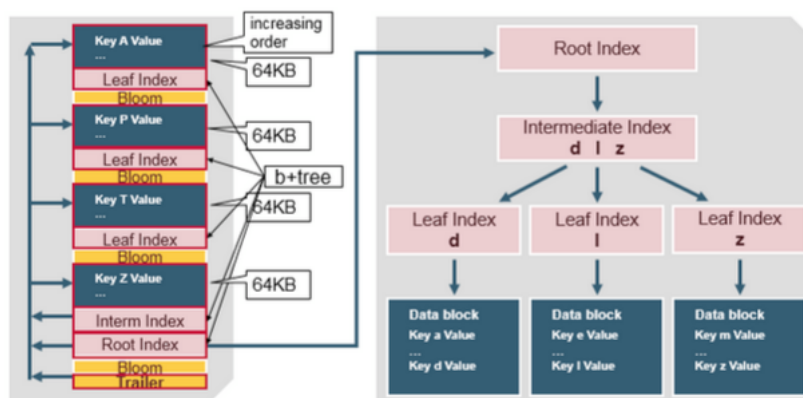 Key A Value
...
Leaf Index
Bloom
Key P Value
...
Leaf Index
Bloom
Key T Value
...
Leaf Index
Bloom
Key Z Value
...
Interm Index
Root Index
Bloom
Trailer
increasing
order
64KB
64KB
b+tree
64KB
64KB
Root Index
Intermediate Index
d l z
Leaf Index
d
Leaf Index
l
Leaf Index
z
Data block
Key a Value
...
Key d Value
Data block
Key e Value
...
Key l Value
Data block
Key m Value
...
Key z Value